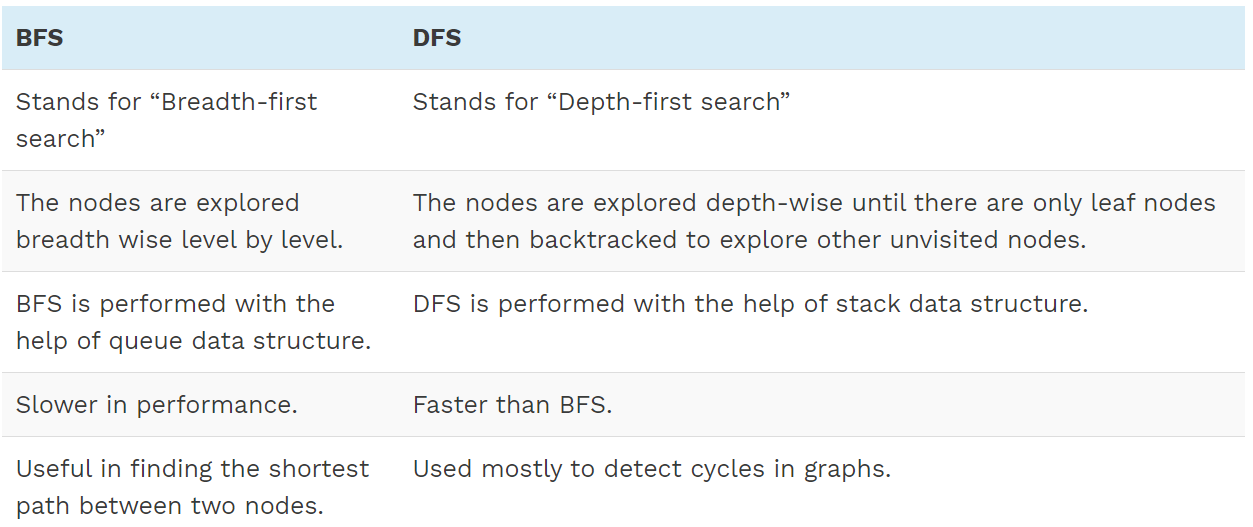 BFS
DFS
Stands for “Breadth-first
search”
Stands for “Depth-first search”
The nodes are explored
breadth wise level by level.
The nodes are explored depth-wise until there are only leaf nodes
and then backtracked to explore other unvisited nodes.
BFS is performed with the
help of queue data structure.
DFS is performed with the help of stack data structure.
Slower in performance.
Faster than BFS.
Useful in finding the shortest
path between two nodes.
Used mostly to detect cycles in graphs.